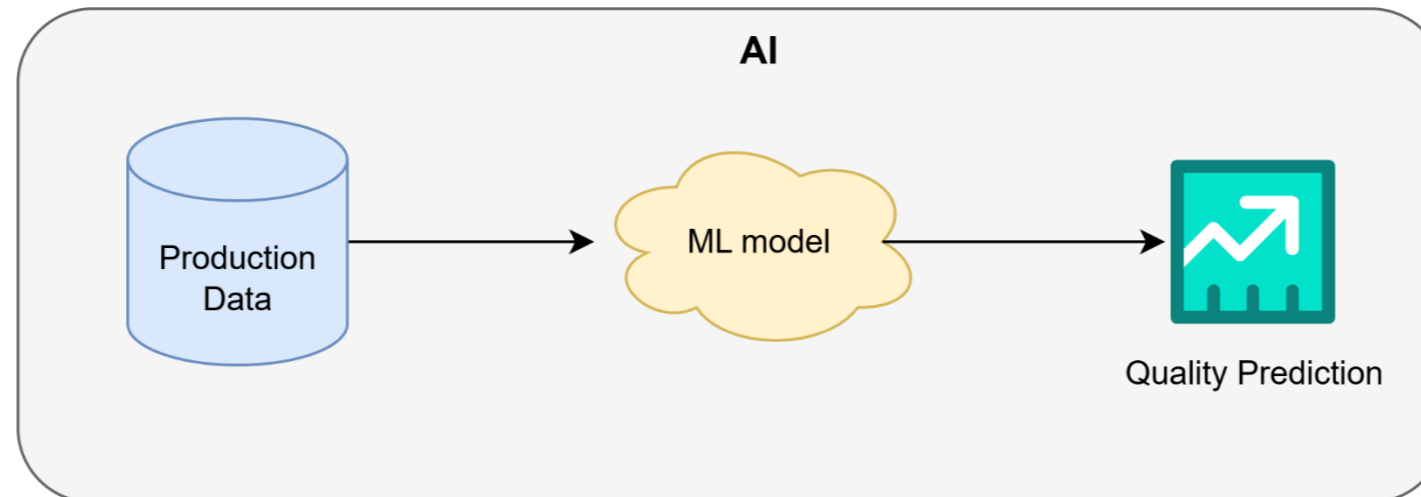 AI
Production
Data
ML model
Quality Prediction